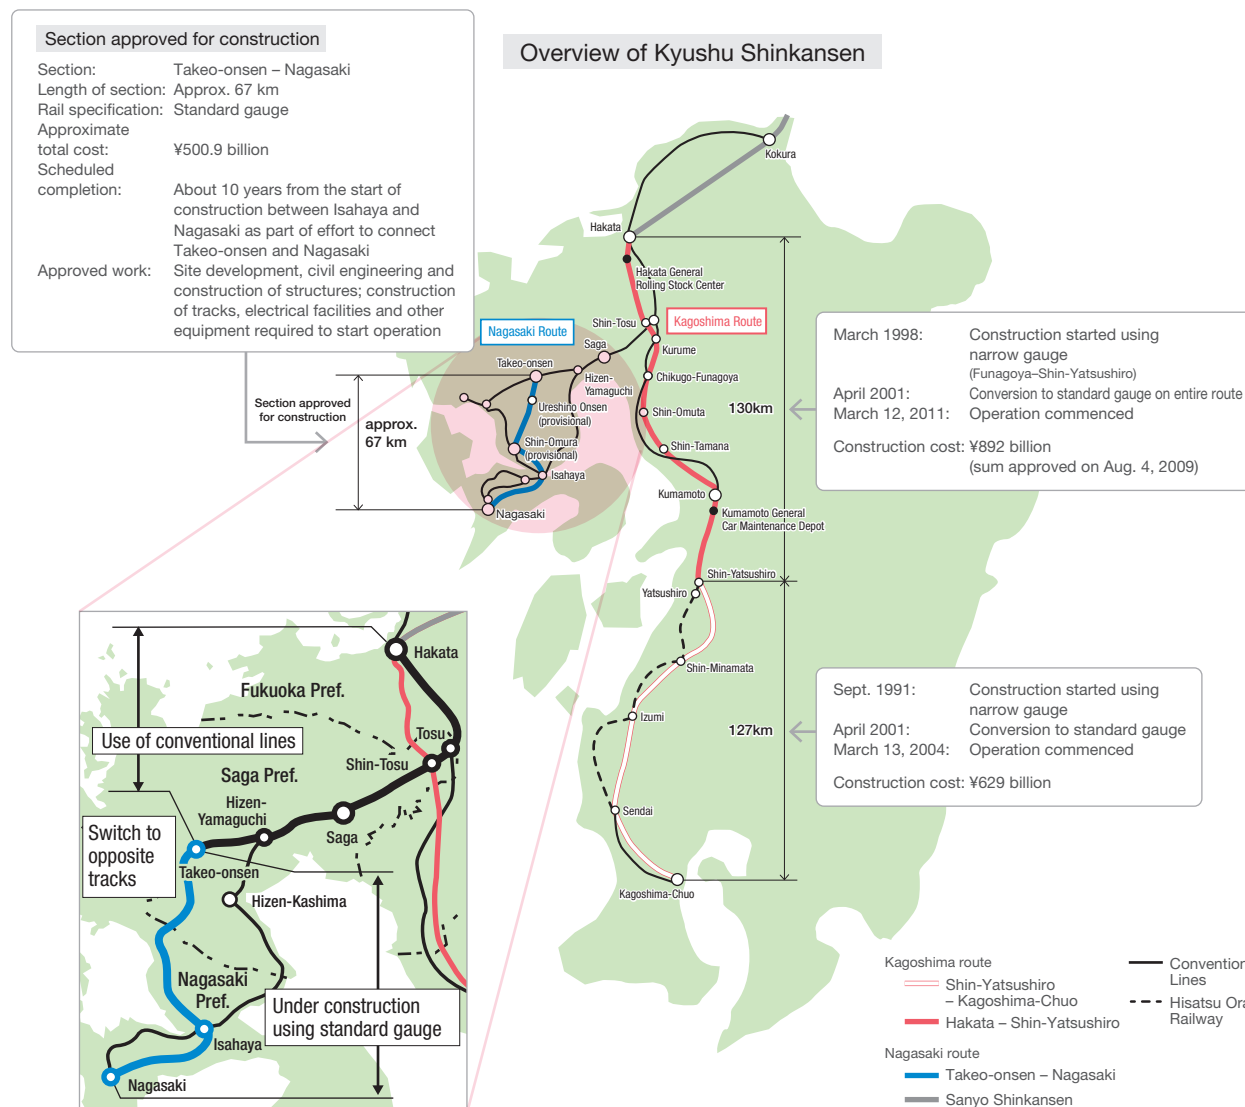 Section approved for construction
Section: Takeo-onsen – Nagasaki
Length of section: Approx. 67 km
Rail specification: Standard gauge
Approximate
total cost: ¥500.9 billion
Scheduled
completion: About 10 years from the start of
construction between Isahaya and
Nagasaki as part of effort to connect
Takeo-onsen and Nagasaki
Approved work: Site development, civil engineering and
construction of structures; construction
of tracks, electrical facilities and other
equipment required to start operation
Overview of Kyushu Shinkansen
Kokura
Hakata
Hakata General
Rolling Stock Center
Shin-Tosu
Kagoshima Route
Nagasaki Route
Saga
Kurume
Takeo-onsen
Hizen-
Yamaguchi
Chikugo-Funagoya
Section approved
for construction
approx.
67 km
Ureshino Onsen
(provisional)
Shin-Omuta
130km
Shin-Omura
(provisional)
Shin-Tamana
Isahaya
Kumamoto
Nagasaki
Kumamoto General
Car Maintenance Depot
Shin-Yatsushiro
Yatsushiro
Shin-Minamata
Izumi
127km
Sendai
Kagoshima-Chuo
March 1998: Construction started using
narrow gauge
(Funagoya–Shin-Yatsushiro)
April 2001: Conversion to standard gauge on entire route
March 12, 2011: Operation commenced
Construction cost: ¥892 billion
(sum approved on Aug. 4, 2009)
Sept. 1991: Construction started using
narrow gauge
April 2001: Conversion to standard gauge
March 13, 2004: Operation commenced
Construction cost: ¥629 billion
Hakata
Fukuoka Pref.
Use of conventional lines
Tosu
Shin-Tosu
Saga Pref.
Hizen-
Yamaguchi
Saga
Switch to
opposite
tracks
Takeo-onsen
Hizen-Kashima
Nagasaki
Pref.
Under construction
using standard gauge
Isahaya
Nagasaki
Kagoshima route
Shin-Yatsushiro
– Kagoshima-Chuo
Hakata – Shin-Yatsushiro
Nagasaki route
Takeo-onsen – Nagasaki
Sanyo Shinkansen
Convention
Lines
Hisatsu Ora
Railway